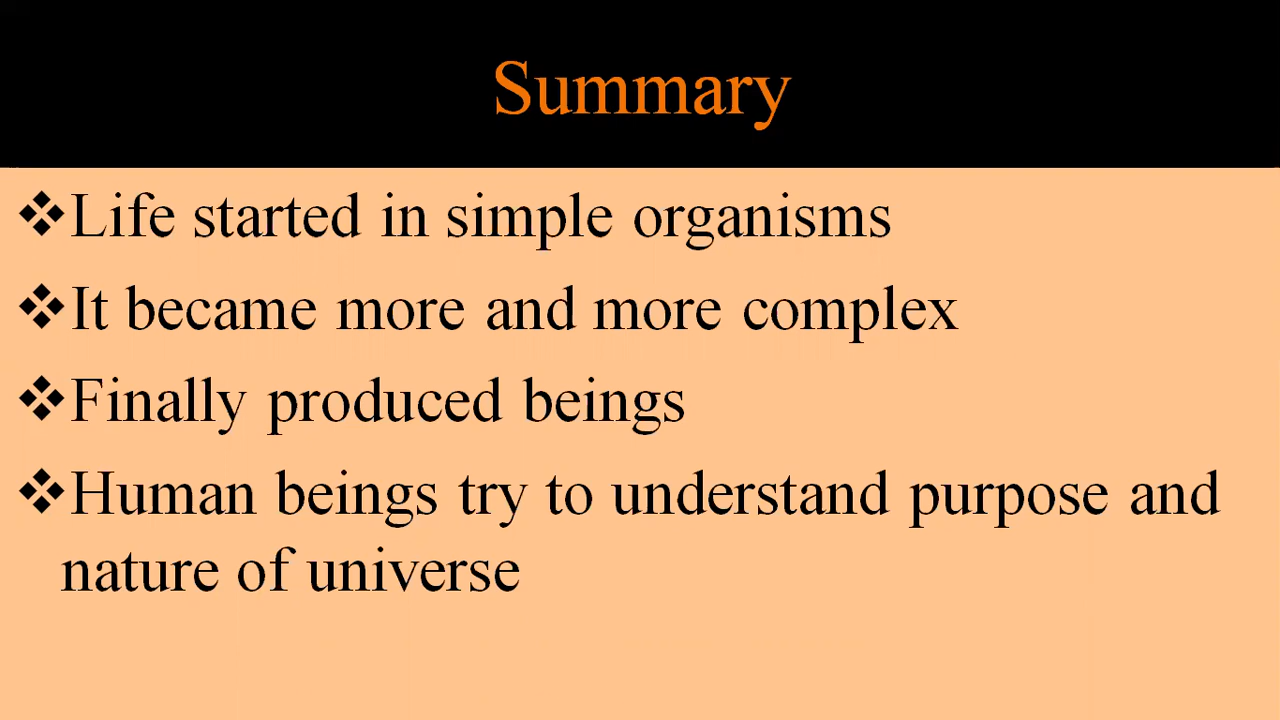 Summary
❖Life started in simple organisms
❖It became more and more complex
❖Finally produced beings
❖Human beings try to understand purpose and
nature of universe